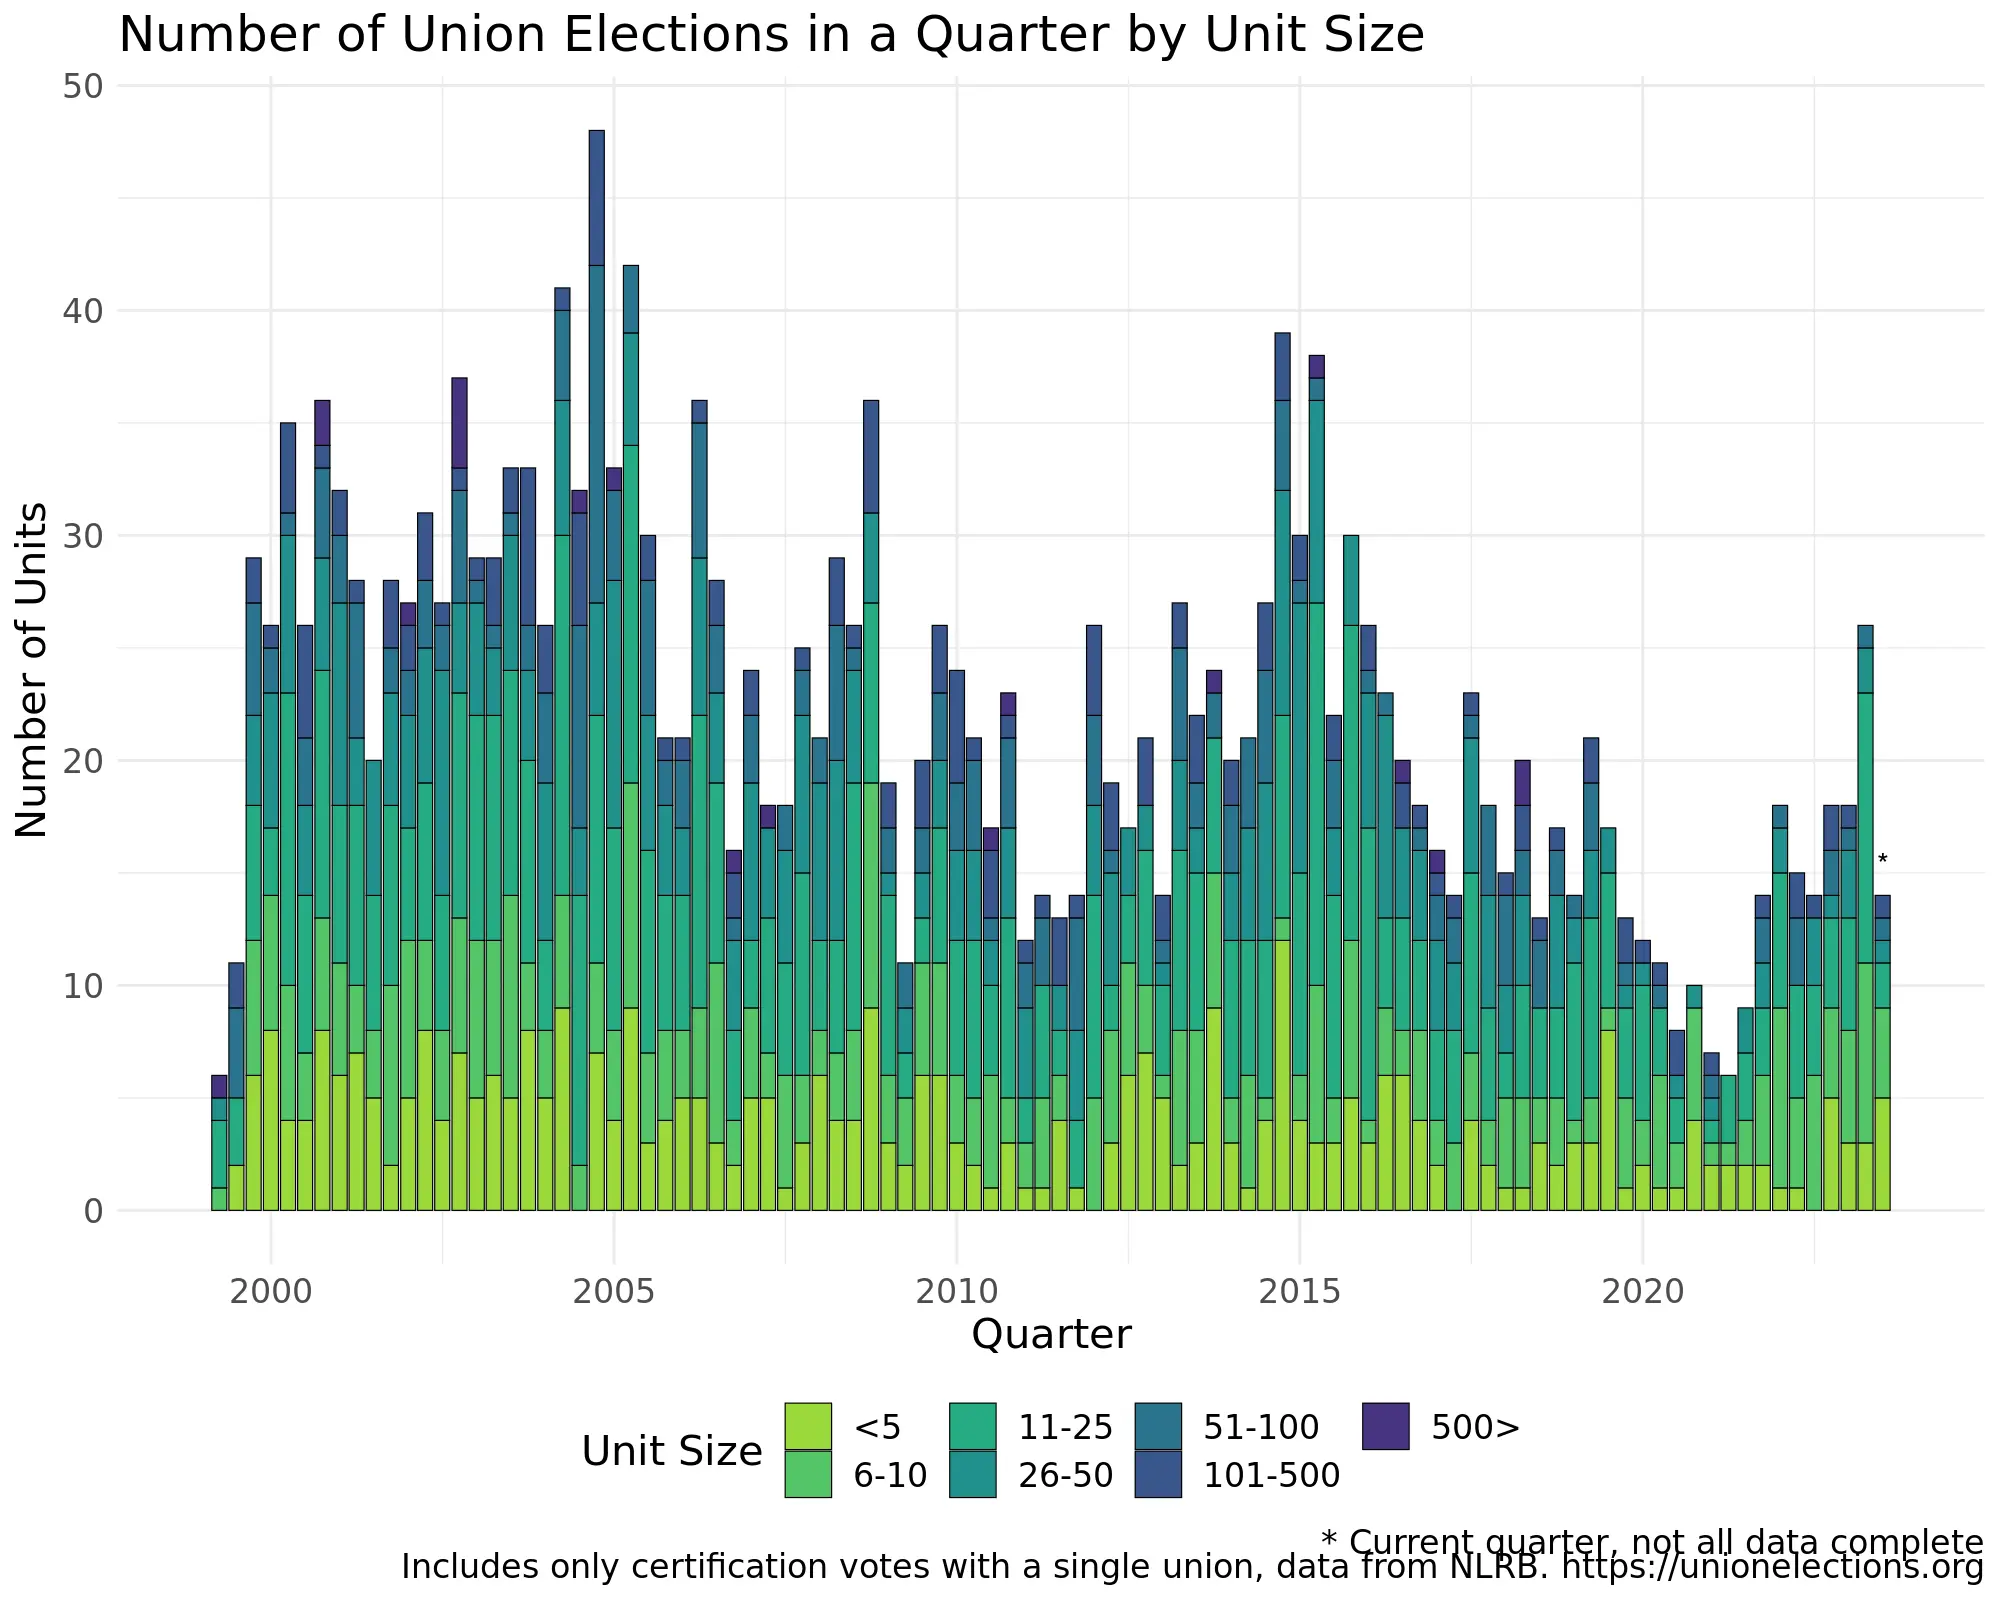 Number of Union Elections in a Quarter by Unit Size
50
40
30
20
10
0
Number of Units
*
2000 2005 2010 2015 2020
Quarter
Unit Size
<5 11-25 51-100 500>
6-10 26-50 101-500
* Current quarter, not all data complete
Includes only certification votes with a single union, data from NLRB. https://unionelections.org